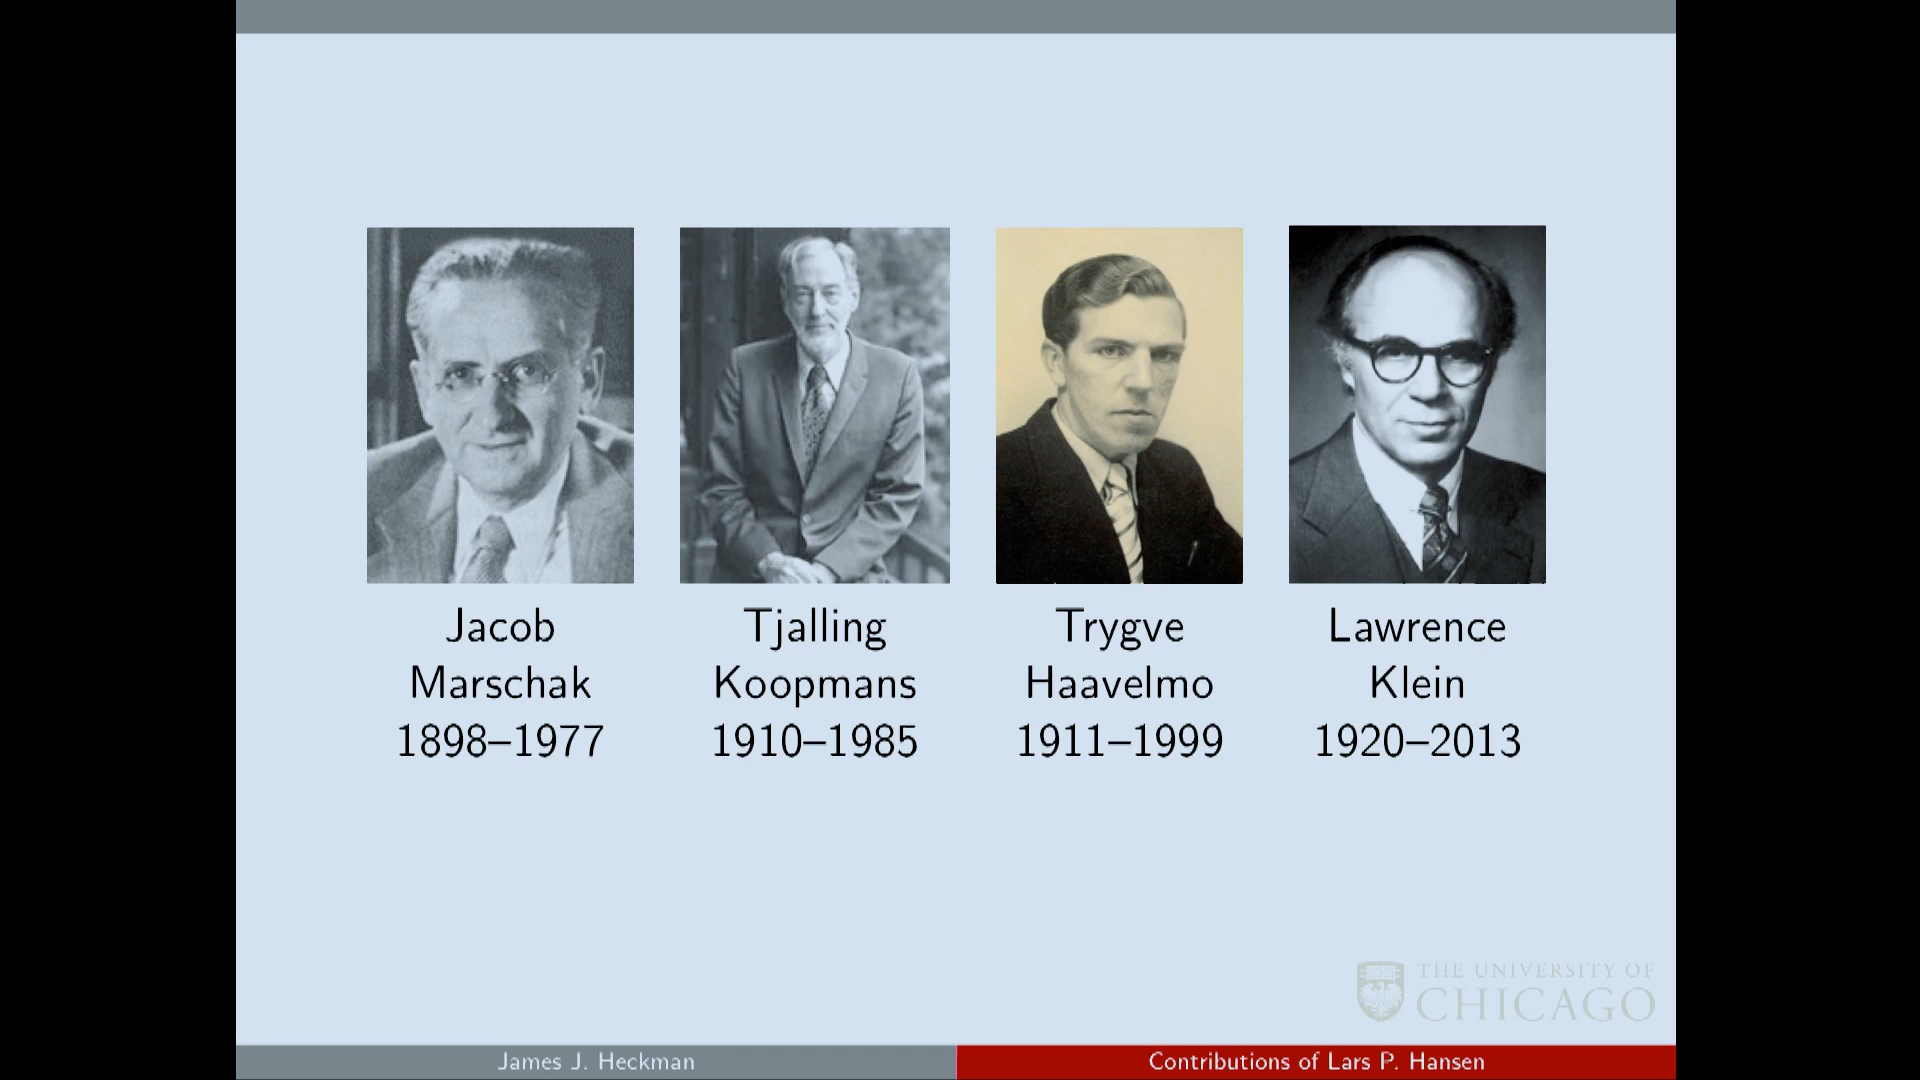 Jacob
Marschak
1898–1977
Tjalling
Koopmans
1910–1985
Trygve
Haavelmo
1911–1999
Lawrence
Klein
1920–2013
THE UNIVERSITY OF
CHICAGO
James J. Heckman
Contributions of Lars P. Hansen